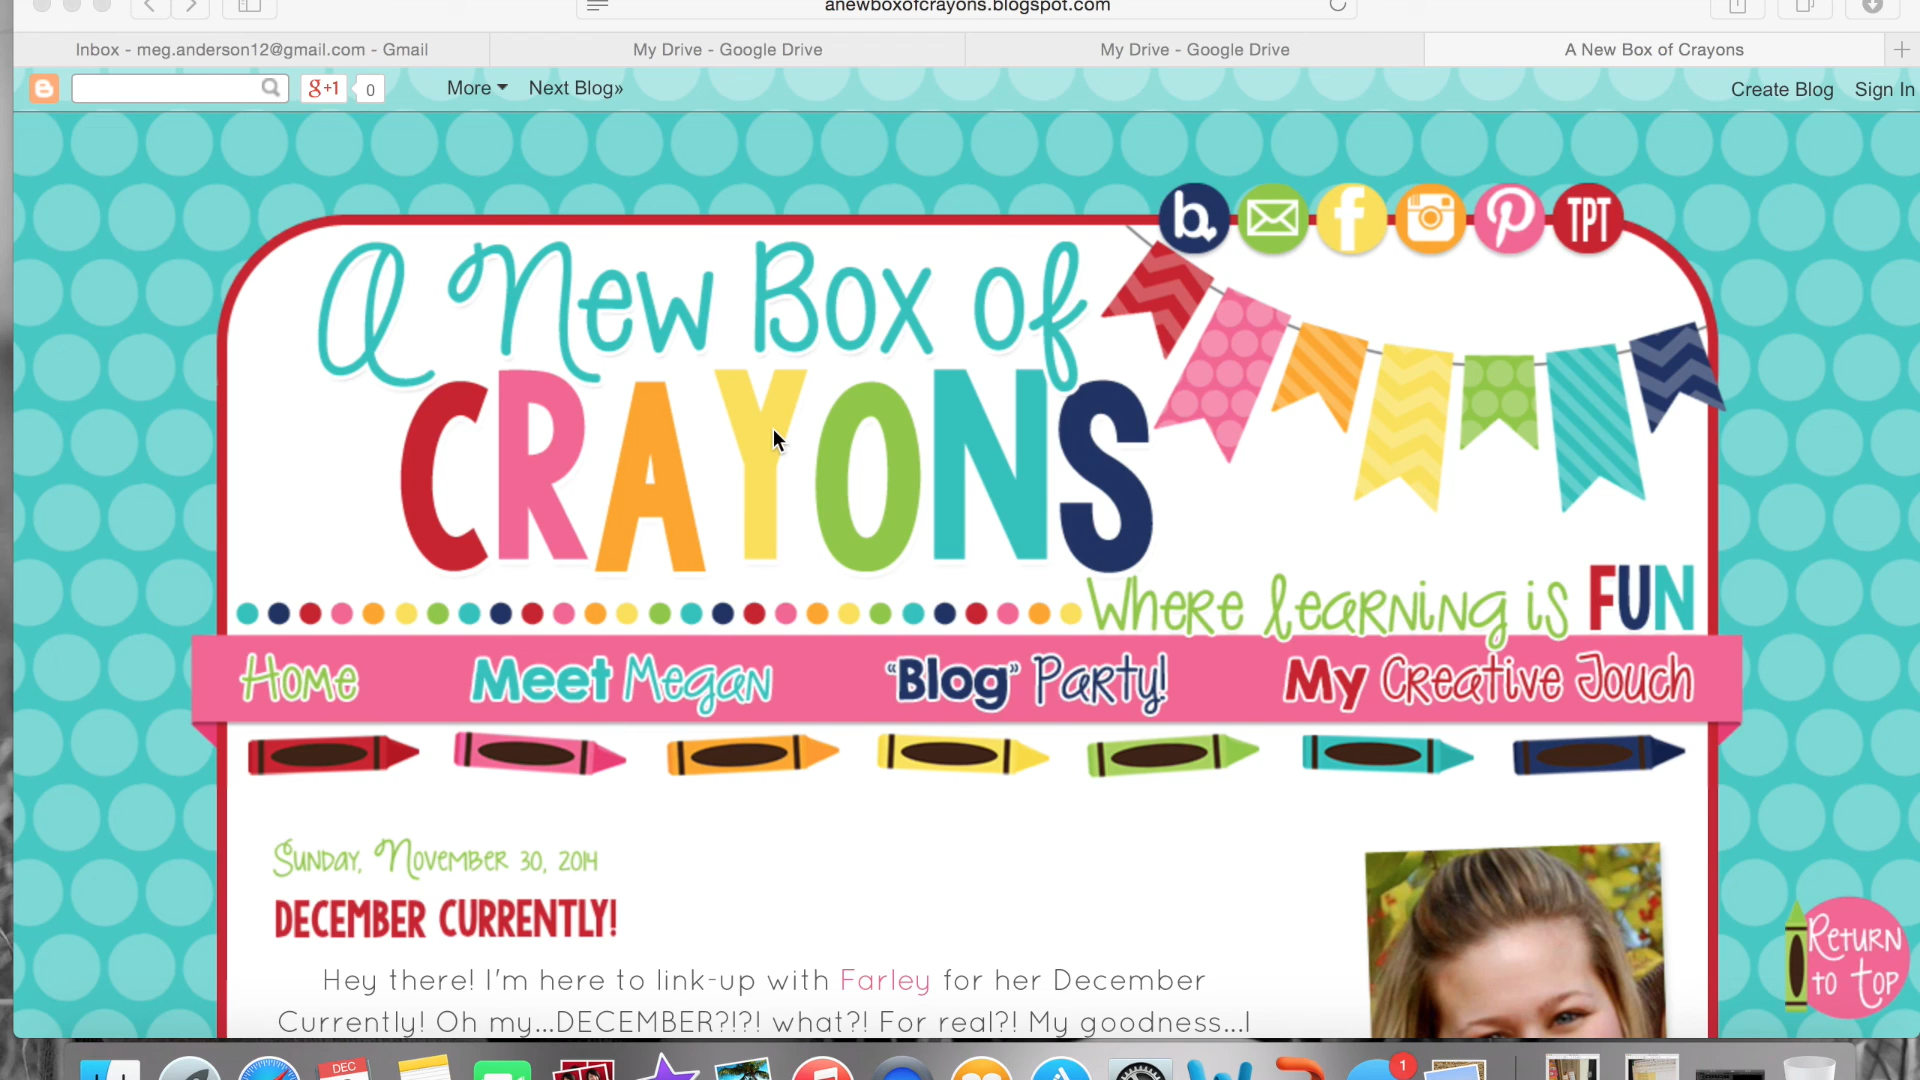 anewboxofcrayons.blogspot.com
Inbox - meg.anderson12@gmail.com - Gmail
My Drive - Google Drive
My Drive - Google Drive
A New Box of Crayons
g+1
0
More
Next Blog»
Create Blog
Sign In
TPT
A New Box of
CRAYONS
Where learning is FUN
Home
Meet Megan
"Blog" Party!
My Creative Touch
Sunday, November 30, 2014
DECEMBER CURRENTLY!
Hey there! I'm here to link-up with Farley for her December
Currently! Oh my...DECEMBER?!?! what?! For real?! My goodness...I
Return
to top
DEC
1